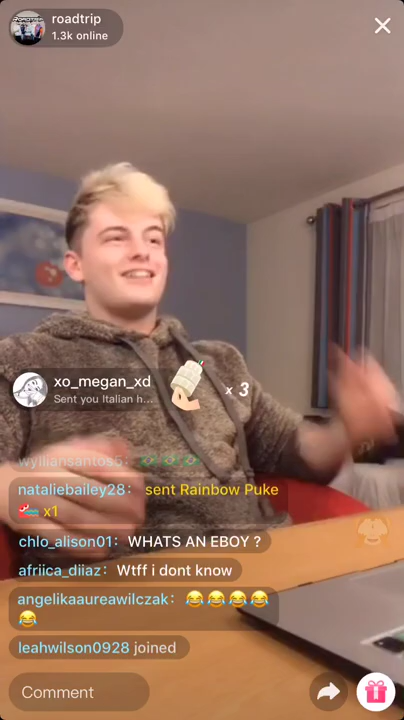 roadtrip
1.3k online
xo_megan_xd
Sent you Italian h...
x 3
wylliansantos5:
nataliebailey28: sent Rainbow Puke
x1
chlo_alison01: WHATS AN EBOY ?
afriica_diiaz: Wtff i dont know
angelikaaureawilczak: 😂😂😂😂
😂
leahwilson0928 joined
Comment